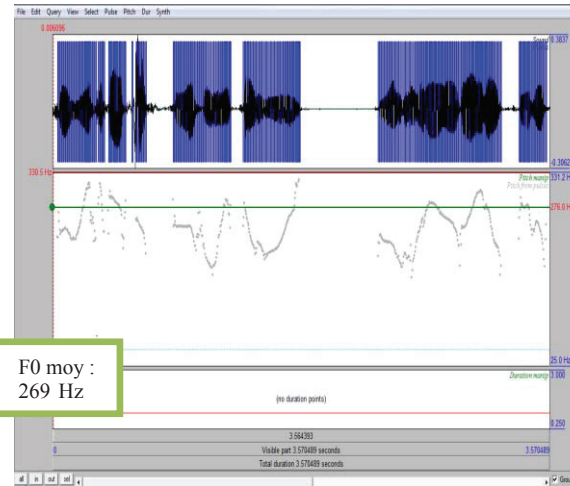 File Edit Query View Select Pulse Pitch Dur Synth
0.006096
Sound
0.3837
-0.3062
330.5 Hz
Pitch manip
331.2 Hz
Pitch from pulses
276.0 H
25.0 Hz
F0 moy :
269 Hz
Duration manip
3.000
(no duration points)
0.250
3.564393
0
Visible part 3.570489 seconds
3.570489
Total duration 3.570489 seconds
all in out sel
Grou